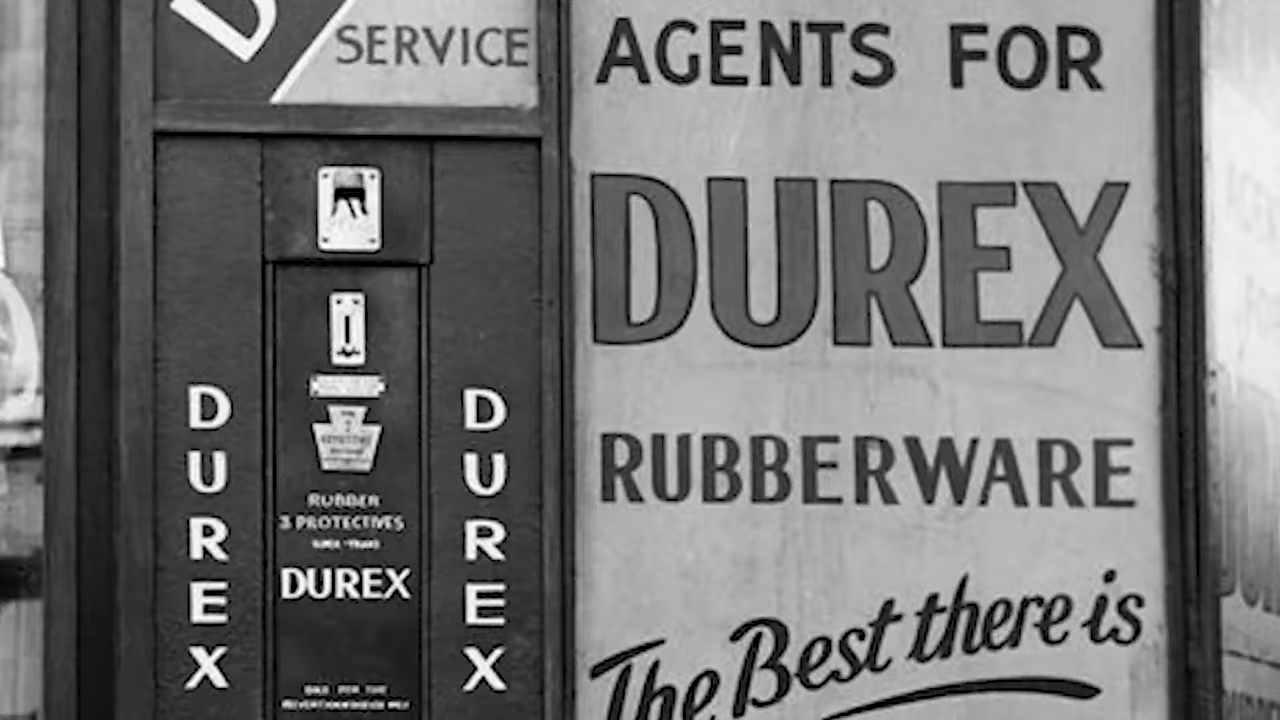 SERVICE
AGENTS FOR
DUREX
RUBBERWARE
The Best there is
DUREX
RUBBER
3 PROTECTIVES
DUREX
DUREX